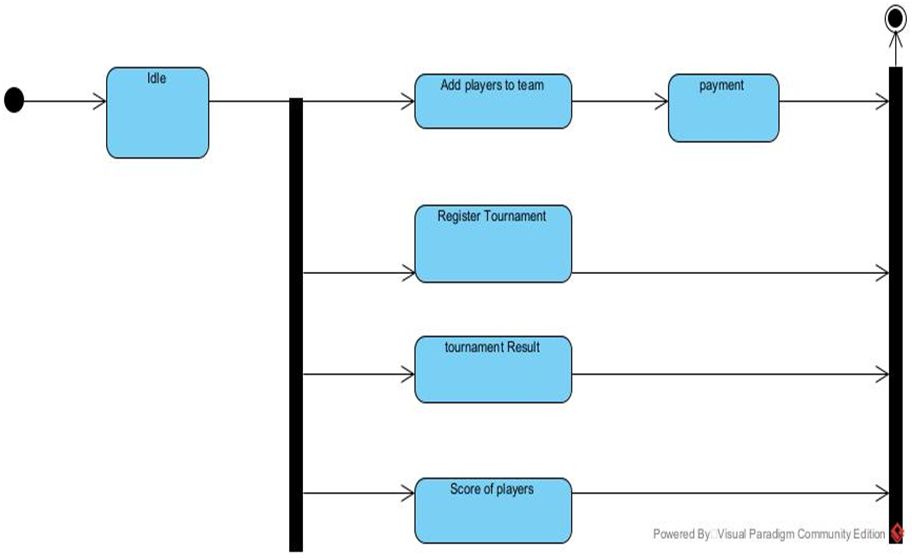 Idle
Add players to team
payment
Register Tournament
tournament Result
Score of players
Powered By Visual Paradigm Community Edition